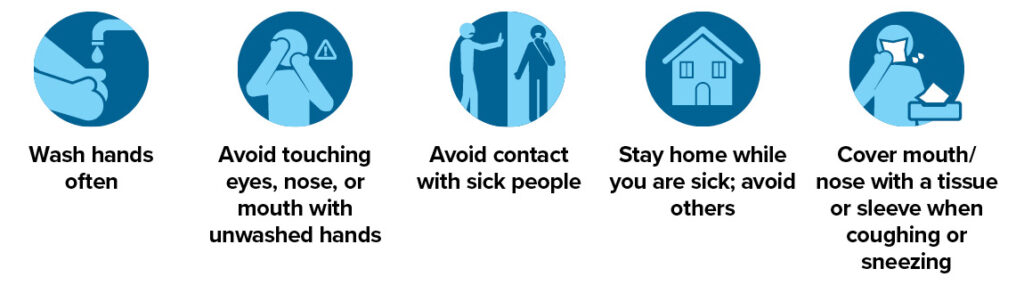 Wash hands
often
Avoid touching
eyes, nose, or
mouth with
unwashed hands
Avoid contact
with sick people
Stay home while
you are sick; avoid
others
Cover mouth/
nose with a tissue
or sleeve when
coughing or
sneezing